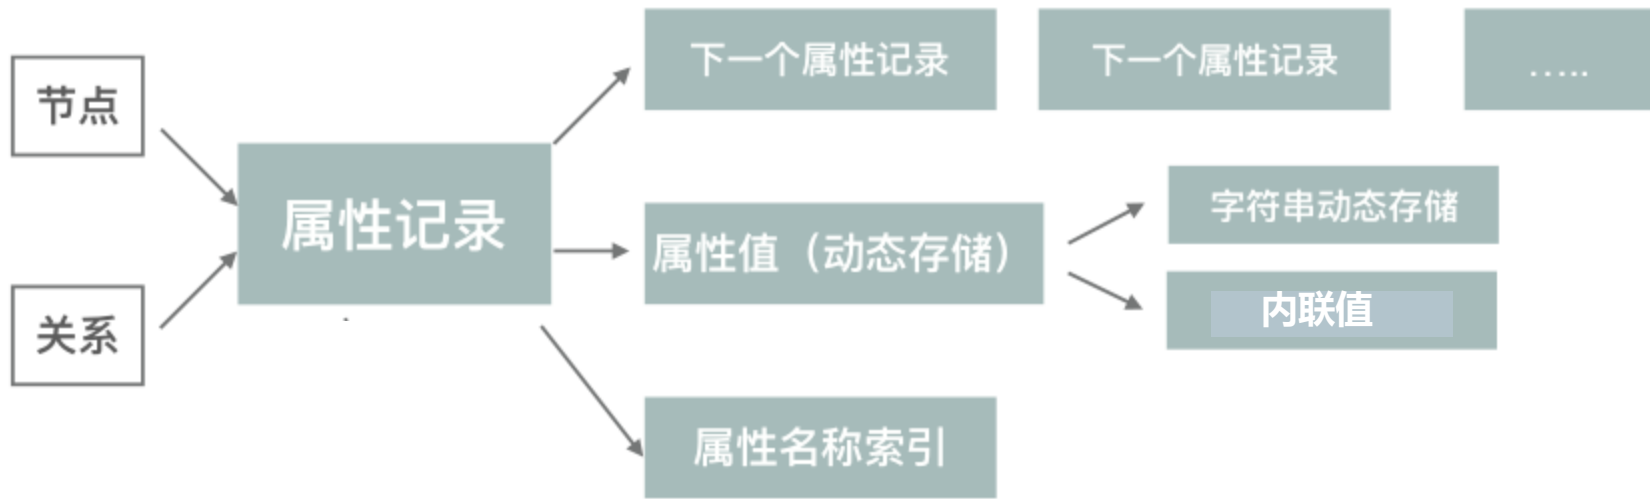 节点
关系
属性记录
下一个属性记录
下一个属性记录
.....
属性值（动态存储）
字符串动态存储
内联值
属性名称索引